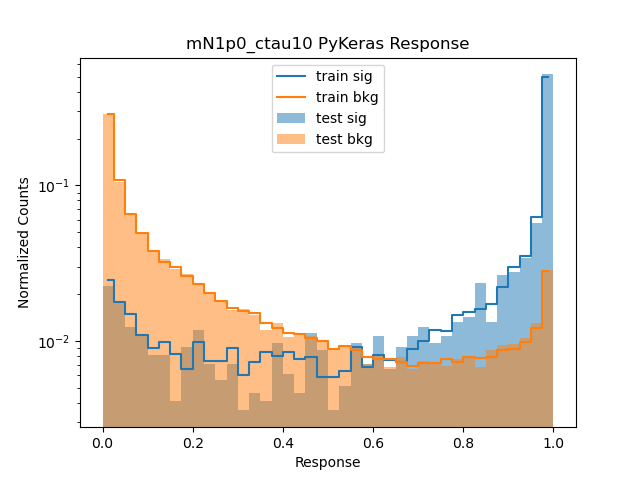 mN1p0_ctau10 PyKeras Response
train sig
train bkg
test sig
test bkg
Normalized Counts
10⁻¹
10⁻²
0.0 0.2 0.4 0.6 0.8 1.0
Response